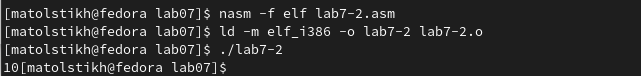 [matolstikh@fedora lab07]$ nasm -f elf lab7-2.asm
[matolstikh@fedora lab07]$ ld -m elf_i386 -o lab7-2 lab7-2.o
[matolstikh@fedora lab07]$ ./lab7-2
10[matolstikh@fedora lab07]$